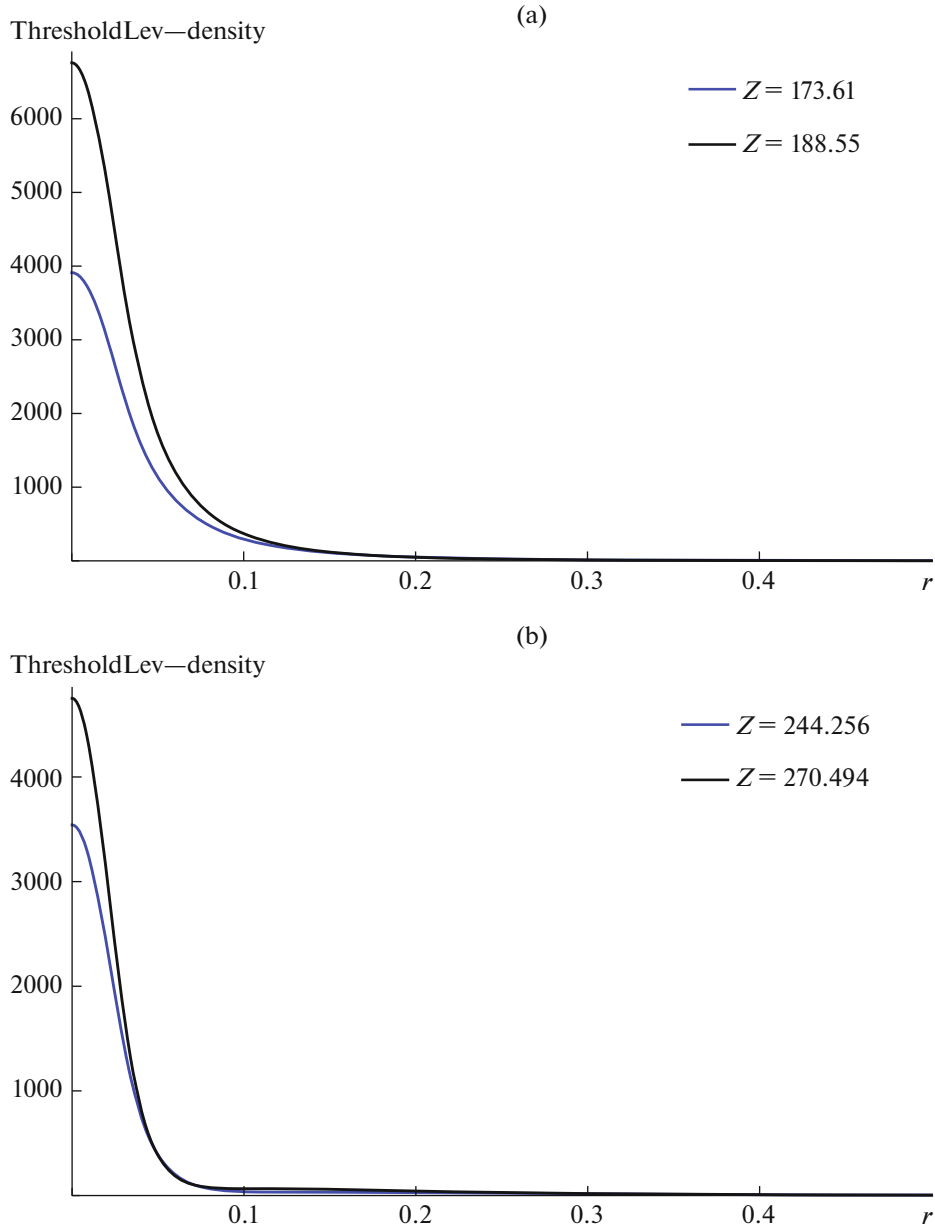 (a)
ThresholdLev—density
Z = 173.61
Z = 188.55
6000
5000
4000
3000
2000
1000
0.1 0.2 0.3 0.4 r
(b)
ThresholdLev—density
Z = 244.256
Z = 270.494
4000
3000
2000
1000
0.1 0.2 0.3 0.4 r